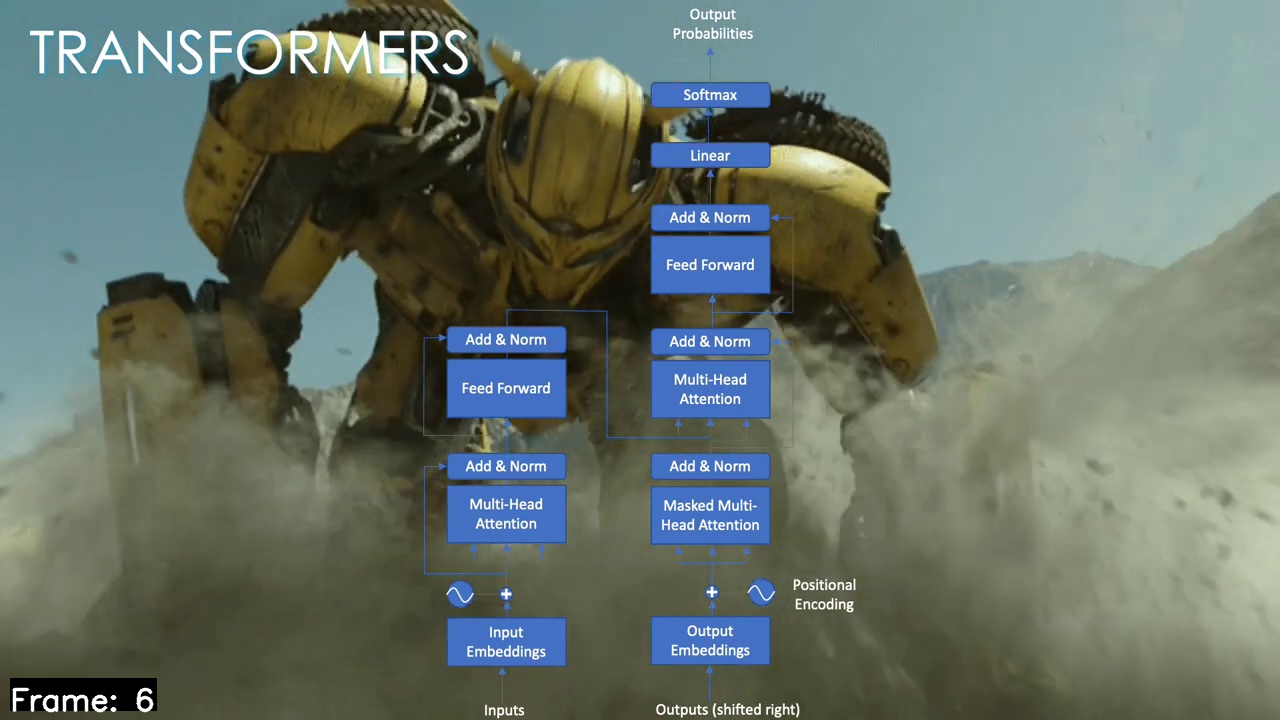 TRANSFORMERS
Output
Probabilities
Softmax
Linear
Add & Norm
Feed Forward
Add & Norm
Multi-Head
Attention
Add & Norm
Masked Multi-
Head Attention
Positional
Encoding
Output
Embeddings
Outputs (shifted right)
Add & Norm
Feed Forward
Add & Norm
Multi-Head
Attention
Input
Embeddings
Inputs
Frame: 6